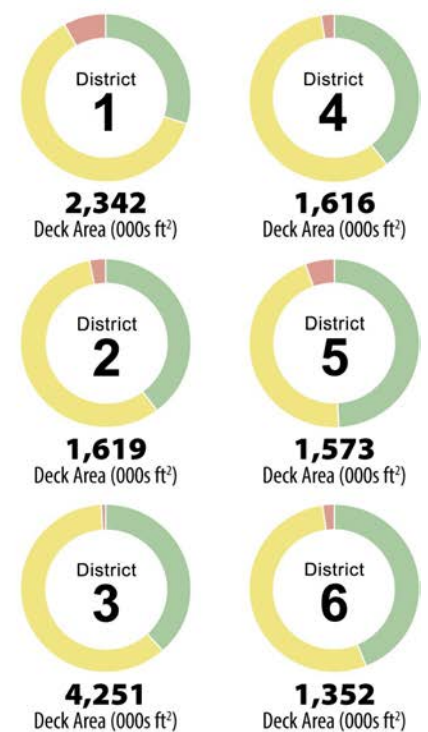 District
1
2,342
Deck Area (000s ft²)
District
4
1,616
Deck Area (000s ft²)
District
2
1,619
Deck Area (000s ft²)
District
5
1,573
Deck Area (000s ft²)
District
3
4,251
Deck Area (000s ft²)
District
6
1,352
Deck Area (000s ft²)